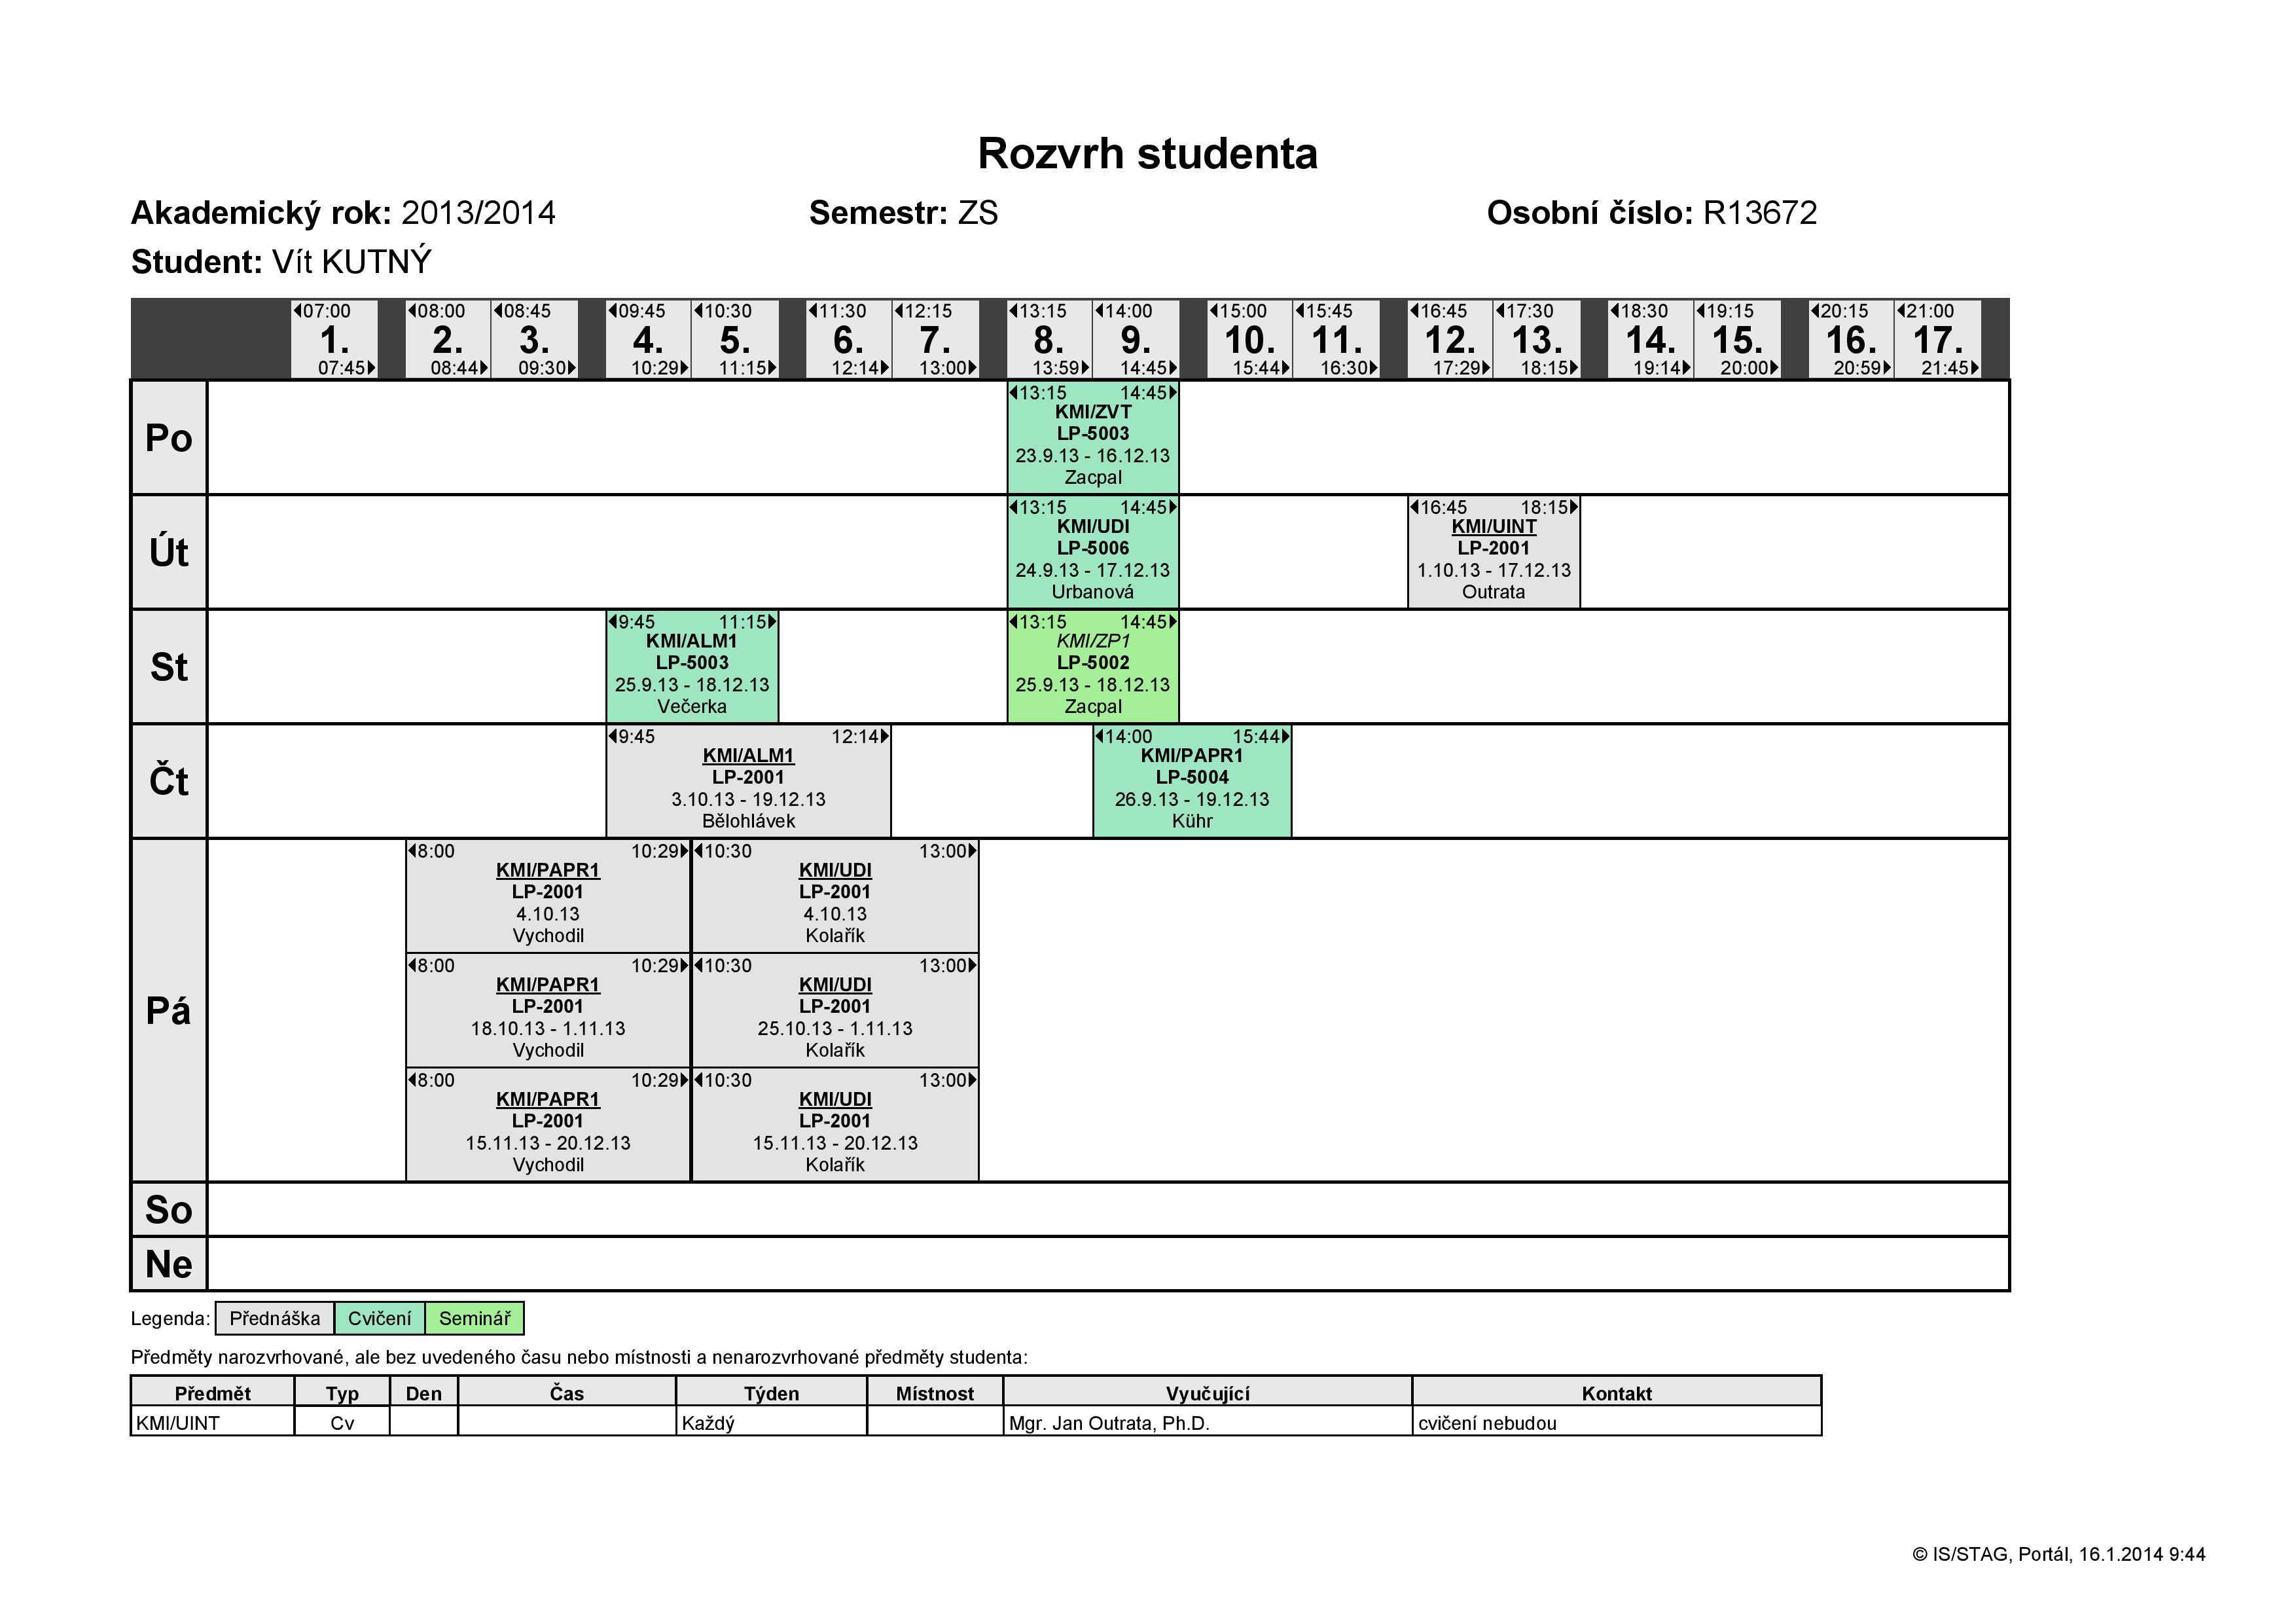 Rozvrh studenta
Akademický rok: 2013/2014 Semestr: ZS Osobní číslo: R13672
Student: Vít KUTNÝ
07:00 08:00 08:45 09:45 10:30 11:30 12:15 13:15 14:00 15:00 15:45 16:45 17:30 18:30 19:15 20:15 21:00
1. 2. 3. 4. 5. 6. 7. 8. 9. 10. 11. 12. 13. 14. 15. 16. 17.
07:45 08:44 09:30 10:29 11:15 12:14 13:00 13:59 14:45 15:44 16:30 17:29 18:15 19:14 20:00 20:59 21:45
Po
13:15 14:45
KMI/ZVT
LP-5003
23.9.13 - 16.12.13
Zacpal
Út
13:15 14:45
KMI/UDI
LP-5006
24.9.13 - 17.12.13
Urbanová
16:45 18:15
KMI/UINT
LP-2001
1.10.13 - 17.12.13
Outrata
St
9:45 11:15
KMI/ALM1
LP-5003
25.9.13 - 18.12.13
Večerka
13:15 14:45
KMI/ZP1
LP-5002
25.9.13 - 18.12.13
Zacpal
Čt
9:45 12:14
KMI/ALM1
LP-2001
3.10.13 - 19.12.13
Bělohlávek
14:00 15:44
KMI/PAPR1
LP-5004
26.9.13 - 19.12.13
Kühr
Pá
8:00 10:29
KMI/PAPR1
LP-2001
4.10.13
Vychodil
10:30 13:00
KMI/UDI
LP-2001
4.10.13
Kolařík
8:00 10:29
KMI/PAPR1
LP-2001
18.10.13 - 1.11.13
Vychodil
10:30 13:00
KMI/UDI
LP-2001
25.10.13 - 1.11.13
Kolařík
8:00 10:29
KMI/PAPR1
LP-2001
15.11.13 - 20.12.13
Vychodil
10:30 13:00
KMI/UDI
LP-2001
15.11.13 - 20.12.13
Kolařík
So
Ne
Legenda: Přednáška Cvičení Seminář
Předměty narozvrhované, ale bez uvedeného času nebo místnosti a nenarozvrhované předměty studenta:
Předmět Typ Den Čas Týden Místnost Vyučující Kontakt
KMI/UINT Cv Každý Mgr. Jan Outrata, Ph.D. cvičení nebudou
© IS/STAG, Portál, 16.1.2014 9:44